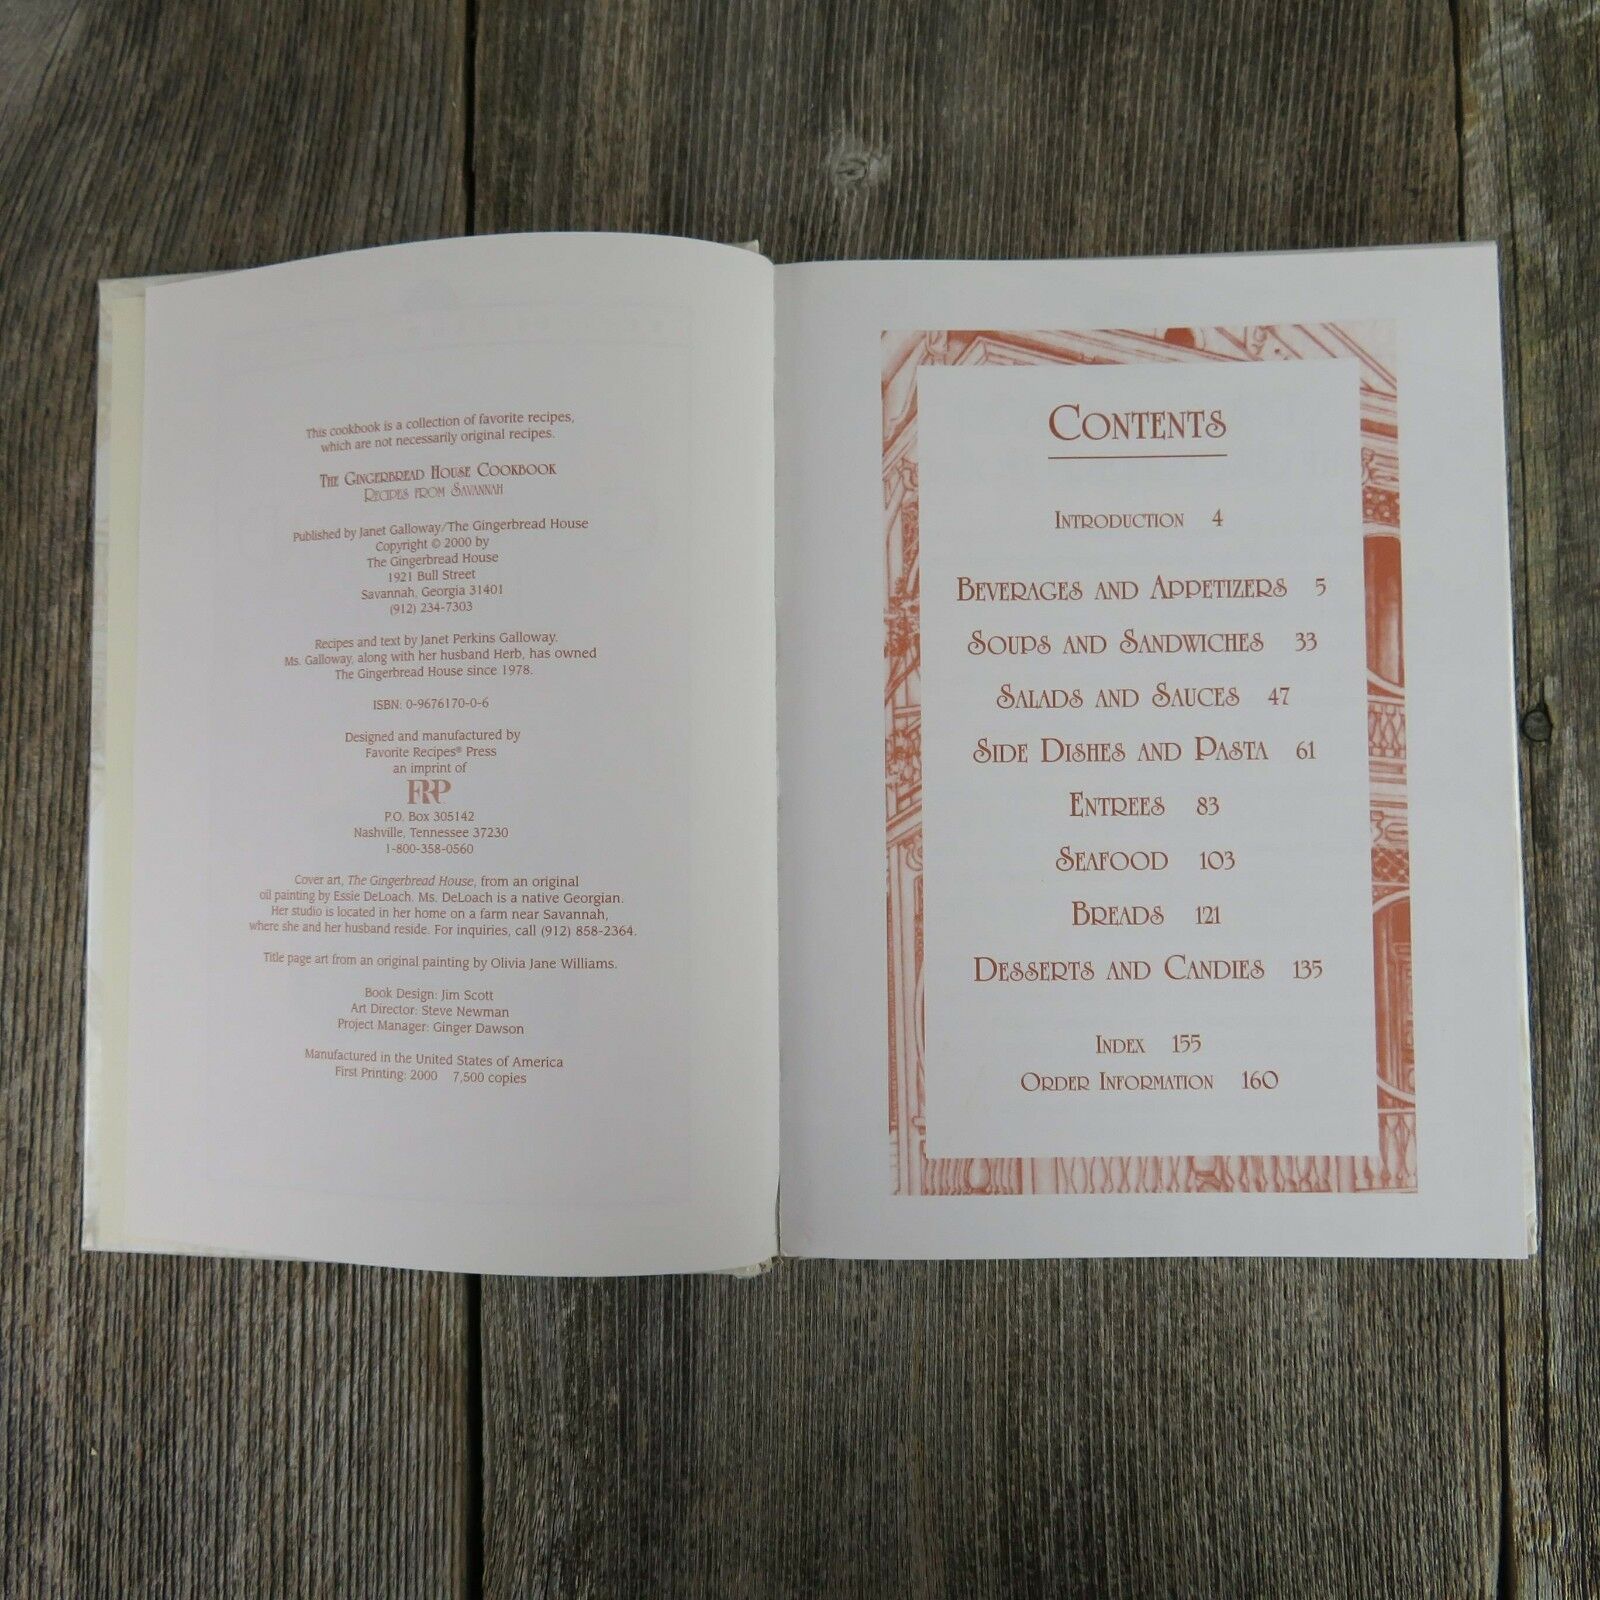 This cookbook is a collection of favorite recipes,
which are not necessarily original recipes.
The Gingerbread House Cookbook
Recipes from Savannah
Published by Janet Galloway/The Gingerbread House
Copyright © 2000 by
The Gingerbread House
1921 Bull Street
Savannah, Georgia 31401
(912) 234-7303
Recipes and text by Janet Perkins Galloway.
Ms. Galloway, along with her husband Herb, has owned
The Gingerbread House since 1978.
ISBN: 0-9676170-0-6
Designed and manufactured by
Favorite Recipes® Press
an imprint of
FRP
P.O. Box 305142
Nashville, Tennessee 37230
1-800-358-0560
Cover art, The Gingerbread House, from an original
oil painting by Essie DeLoach. Ms. DeLoach is a native Georgian.
Her studio is located in her home on a farm near Savannah,
where she and her husband reside. For inquiries, call (912) 858-2364.
Title page art from an original painting by Olivia Jane Williams.
Book Design: Jim Scott
Art Director: Steve Newman
Project Manager: Ginger Dawson
Manufactured in the United States of America
First Printing: 2000 7,500 copies
Contents
Introduction 4
Beverages and Appetizers 5
Soups and Sandwiches 33
Salads and Sauces 47
Side Dishes and Pasta 61
Entrees 83
Seafood 103
Breads 121
Desserts and Candies 135
Index 155
Order Information 160